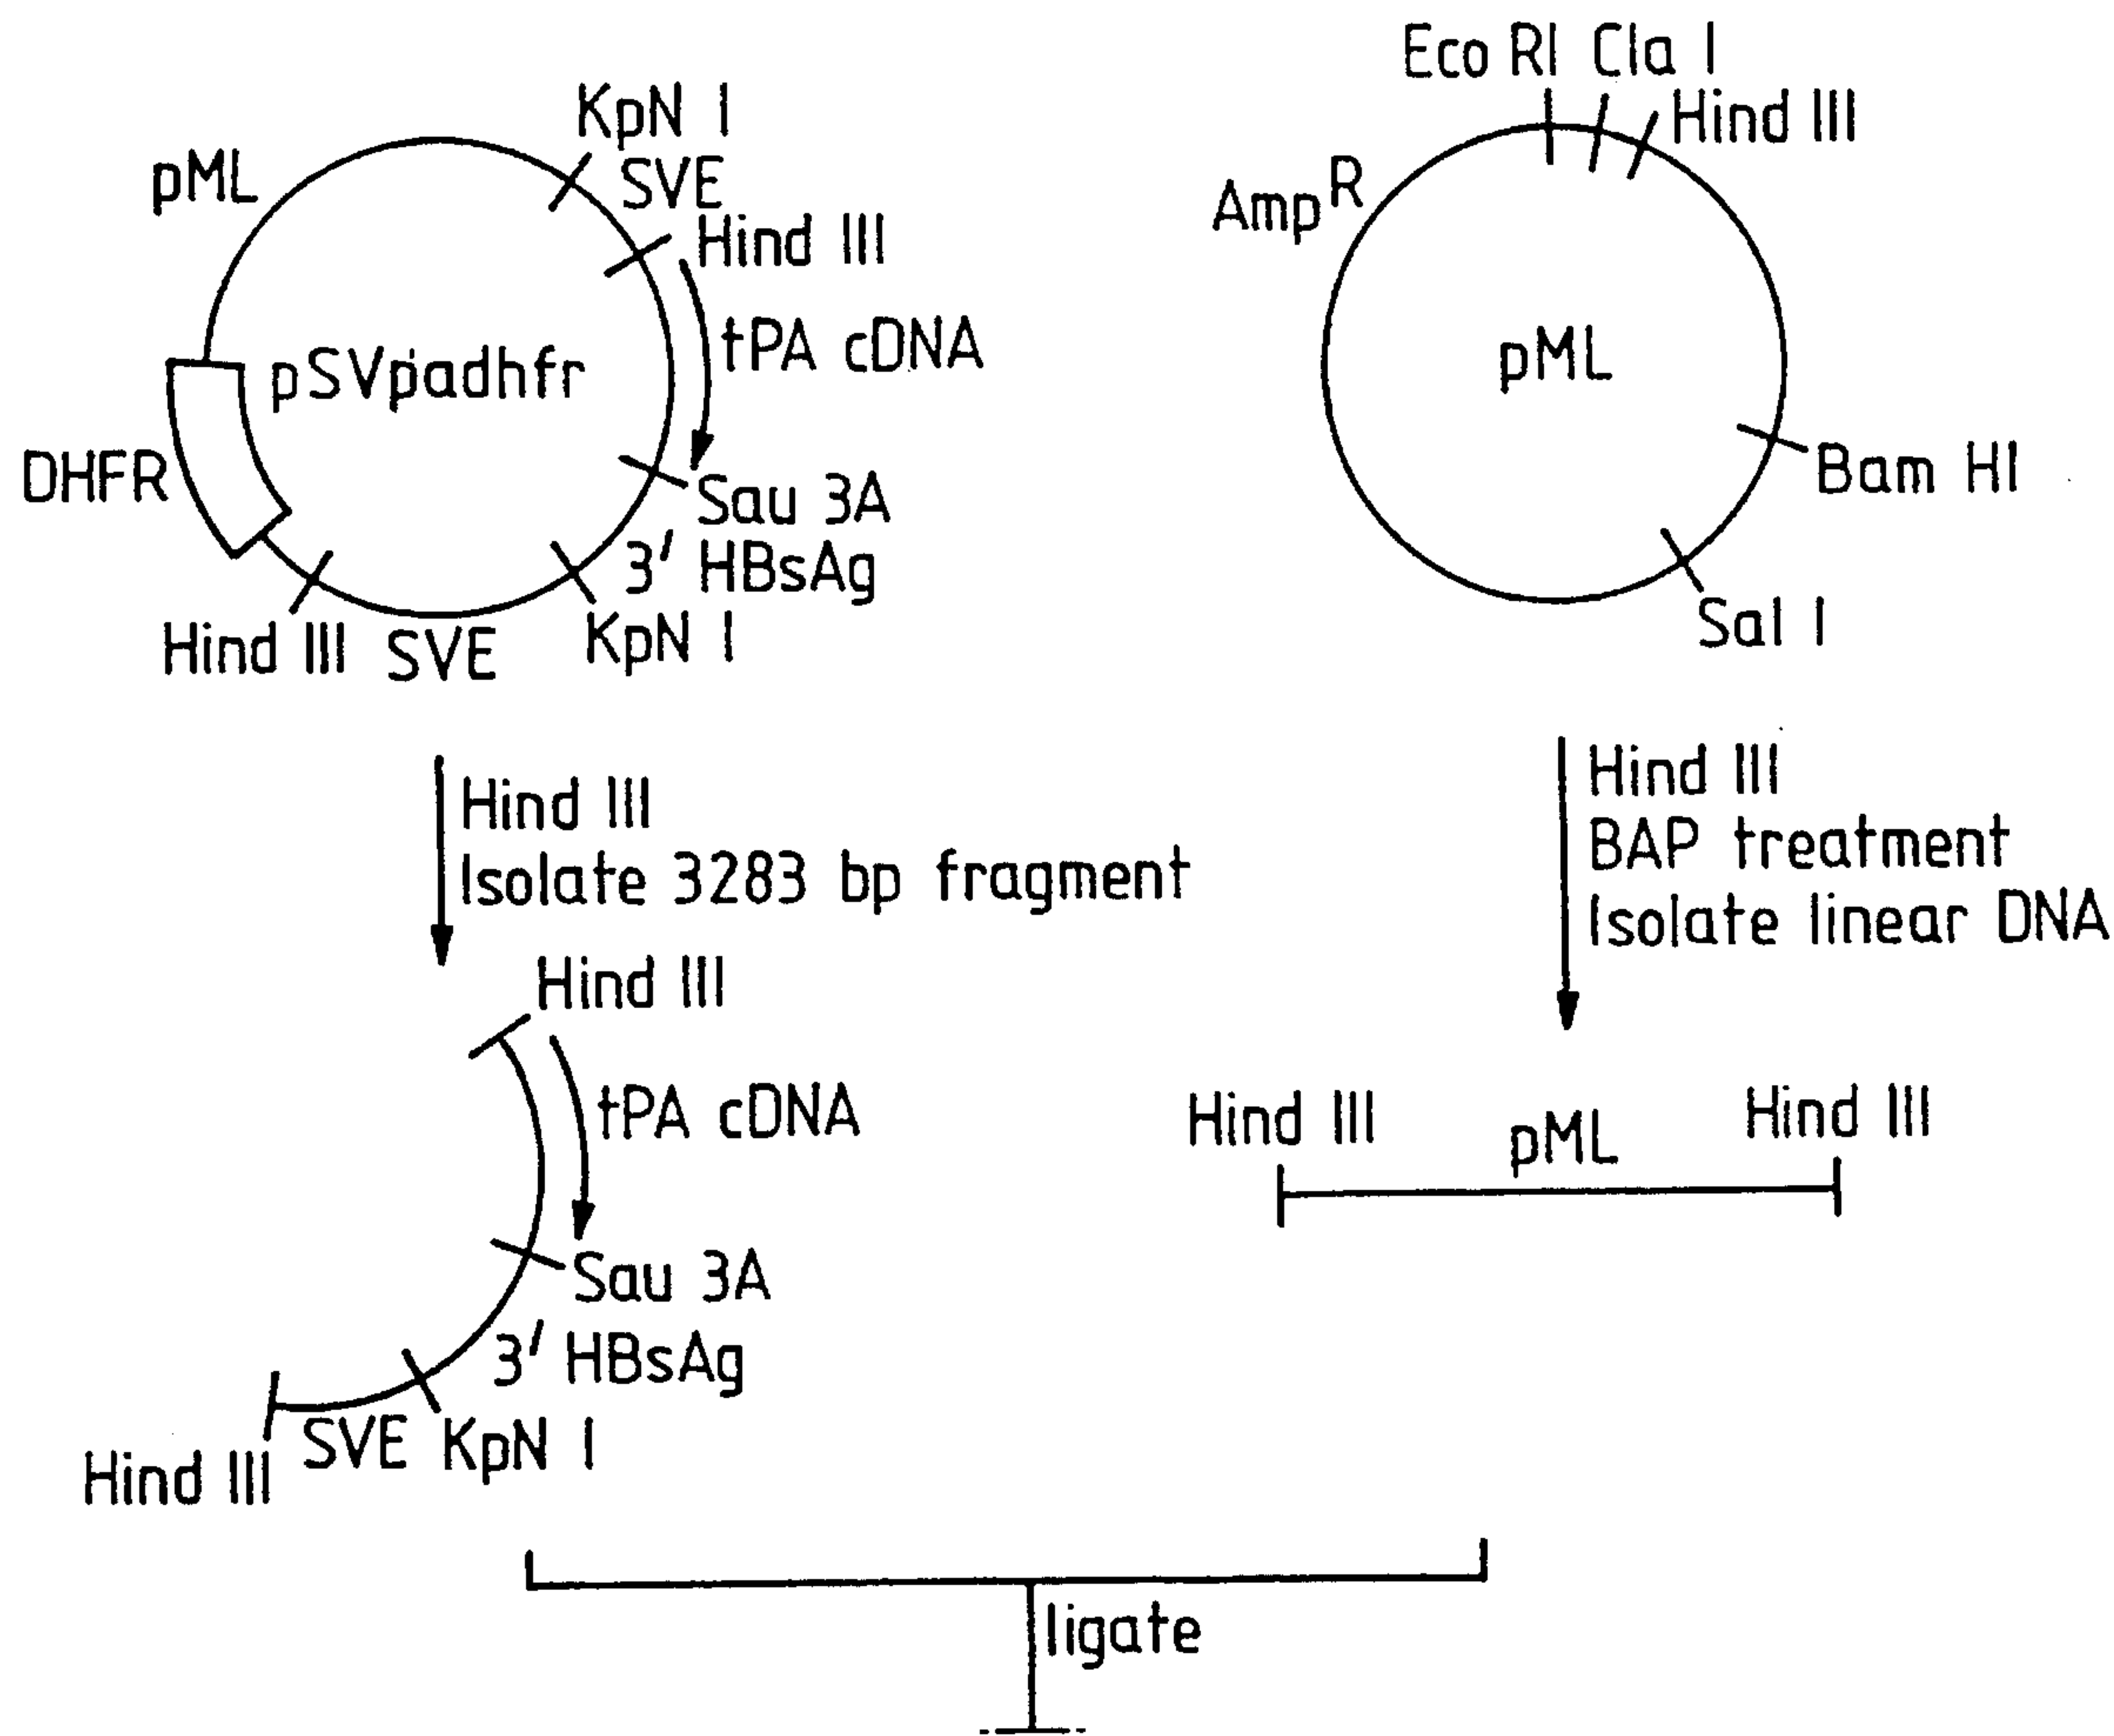 KpN I
SVE
pML
Hind III
tPA cDNA
pSVpadhfr
DHFR
Sau 3A
3' HBsAg
KpN I
Hind III
SVE
Eco RI
Cla I
Hind III
Amp R
pML
Bam HI
Sal I
Hind III
Isolate 3283 bp fragment
Hind III
BAP treatment
Isolate linear DNA
Hind III
tPA cDNA
Sau 3A
3' HBsAg
SVE
KpN I
Hind III
Hind III
pML
Hind III
ligate